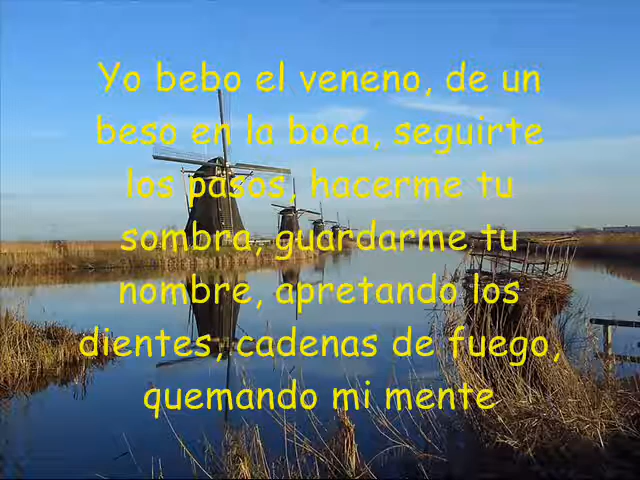 Yo bebo el veneno, de un
beso en la boca, seguirte
los pasos, hacerme tu
sombra, guardarme tu
nombre, apretando los
dientes, cadenas de fuego,
quemando mi mente